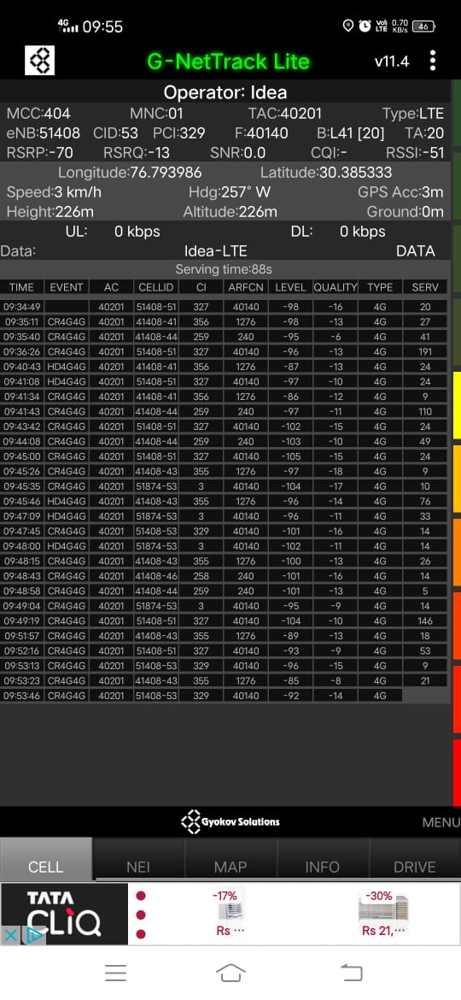 4G 09:55 Vo) LTE 0.70 KB/s 46
G-NetTrack Lite v11.4
Operator: Idea
MCC:404 MNC:01 TAC:40201 Type:LTE
eNB:51408 CID:53 PCI:329 F:40140 B:L41 [20] TA:20
RSRP:-70 RSRQ:-13 SNR:0.0 CQI:- RSSI:-51
Longitude:76.793986 Latitude:30.385333
Speed:3 km/h Hdg:257° W GPS Acc:3m
Height:226m Altitude:226m Ground:0m
UL: 0 kbps DL: 0 kbps
Data: Idea-LTE DATA
Serving time:88s
TIME EVENT AC CELLID CI ARFCN LEVEL QUALITY TYPE SERV
09:34:49 40201 51408-51 327 40140 -98 -16 4G 20
09:35:11 CR4G4G 40201 41408-41 356 1276 -98 -13 4G 27
09:35:40 CR4G4G 40201 41408-44 259 240 -95 -6 4G 41
09:36:26 CR4G4G 40201 51408-51 327 40140 -96 -13 4G 191
09:40:43 HD4G4G 40201 41408-41 356 1276 -87 -13 4G 24
09:41:08 HD4G4G 40201 51408-51 327 40140 -97 -10 4G 24
09:41:34 CR4G4G 40201 41408-41 356 1276 -86 -12 4G 9
09:41:43 CR4G4G 40201 41408-44 259 240 -97 -11 4G 110
09:43:42 CR4G4G 40201 51408-51 327 40140 -102 -15 4G 24
09:44:08 CR4G4G 40201 41408-44 259 240 -103 -10 4G 49
09:45:00 CR4G4G 40201 51408-51 327 40140 -105 -15 4G 24
09:45:26 CR4G4G 40201 41408-43 355 1276 -97 -18 4G 9
09:45:35 CR4G4G 40201 51874-53 3 40140 -104 -17 4G 10
09:45:46 HD4G4G 40201 41408-43 355 1276 -96 -14 4G 76
09:47:09 HD4G4G 40201 51874-53 3 40140 -96 -11 4G 33
09:47:45 CR4G4G 40201 51408-53 329 40140 -101 -16 4G 14
09:48:00 HD4G4G 40201 51874-53 3 40140 -102 -11 4G 14
09:48:15 CR4G4G 40201 41408-43 355 1276 -100 -13 4G 26
09:48:43 CR4G4G 40201 41408-46 258 240 -101 -16 4G 14
09:48:58 CR4G4G 40201 41408-44 259 240 -101 -13 4G 5
09:49:04 CR4G4G 40201 51874-53 3 40140 -95 -9 4G 14
09:49:19 CR4G4G 40201 51408-51 327 40140 -104 -10 4G 146
09:51:57 CR4G4G 40201 41408-43 355 1276 -89 -13 4G 18
09:52:16 CR4G4G 40201 51408-51 327 40140 -93 -9 4G 53
09:53:13 CR4G4G 40201 51408-53 329 40140 -96 -15 4G 9
09:53:23 CR4G4G 40201 41408-43 355 1276 -85 -8 4G 21
09:53:46 CR4G4G 40201 51408-53 329 40140 -92 -14 4G
Gyokov Solutions MENU
CELL NEI MAP INFO DRIVE
TATA CLiQ
-17% -30%
Rs ··· Rs 21,···